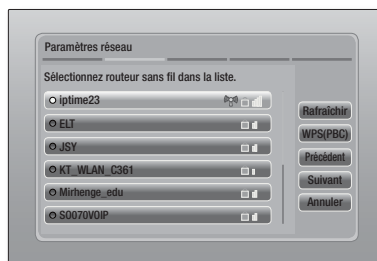 Paramètres réseau
Sélectionnez routeur sans fil dans la liste.
iptime23
ELT
JSY
KT_WLAN_C361
Mirhenge_edu
SO070VOIP
Rafraîchir
WPS(PBC)
Précédent
Suivant
Annuler